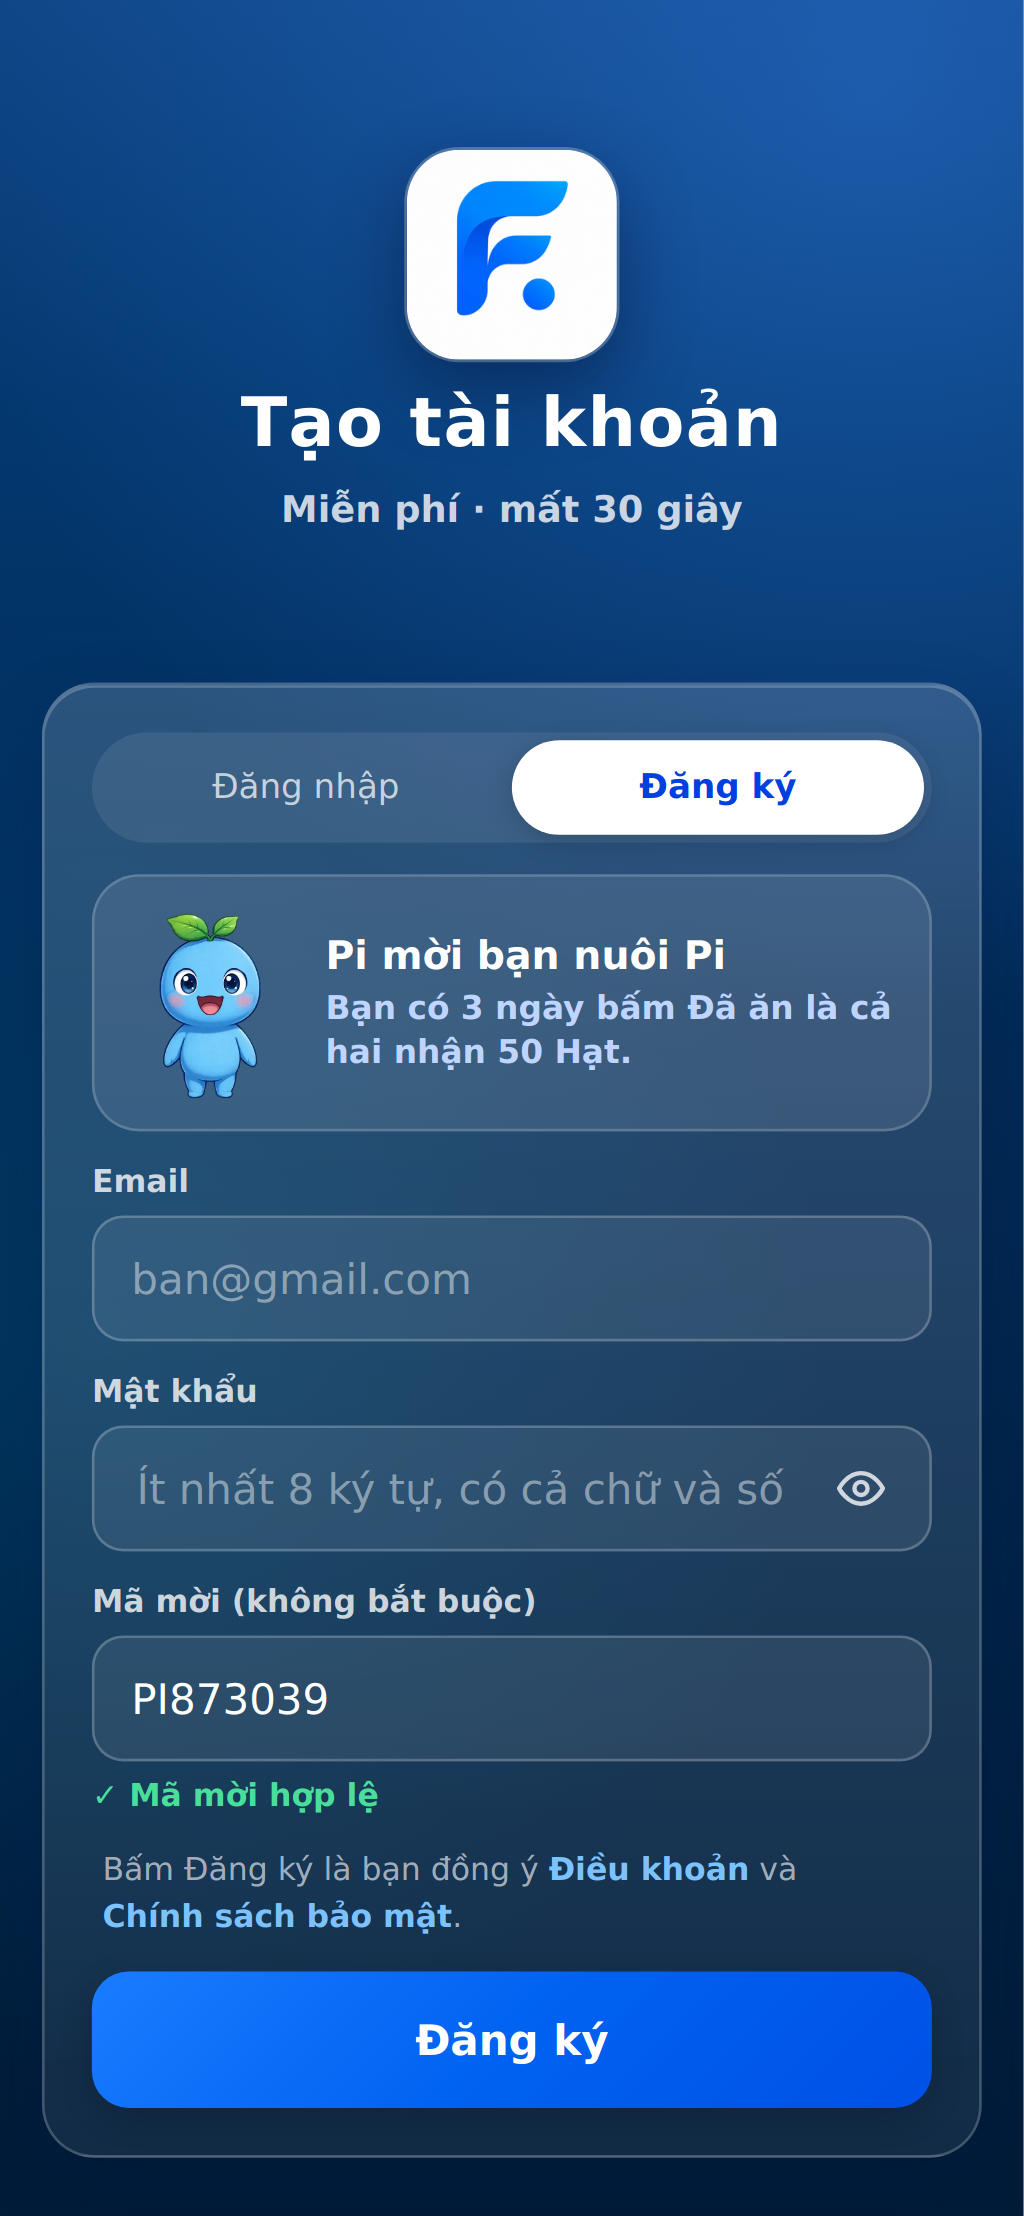 Tạo tài khoản
Miễn phí · mất 30 giây
Đăng nhập
Đăng ký
Pi mời bạn nuôi Pi
Bạn có 3 ngày bấm Đã ăn là cả
hai nhận 50 Hạt.
Email
ban@gmail.com
Mật khẩu
Ít nhất 8 ký tự, có cả chữ và số
Mã mời (không bắt buộc)
PI873039
✓ Mã mời hợp lệ
Bấm Đăng ký là bạn đồng ý Điều khoản và
Chính sách bảo mật.
Đăng ký